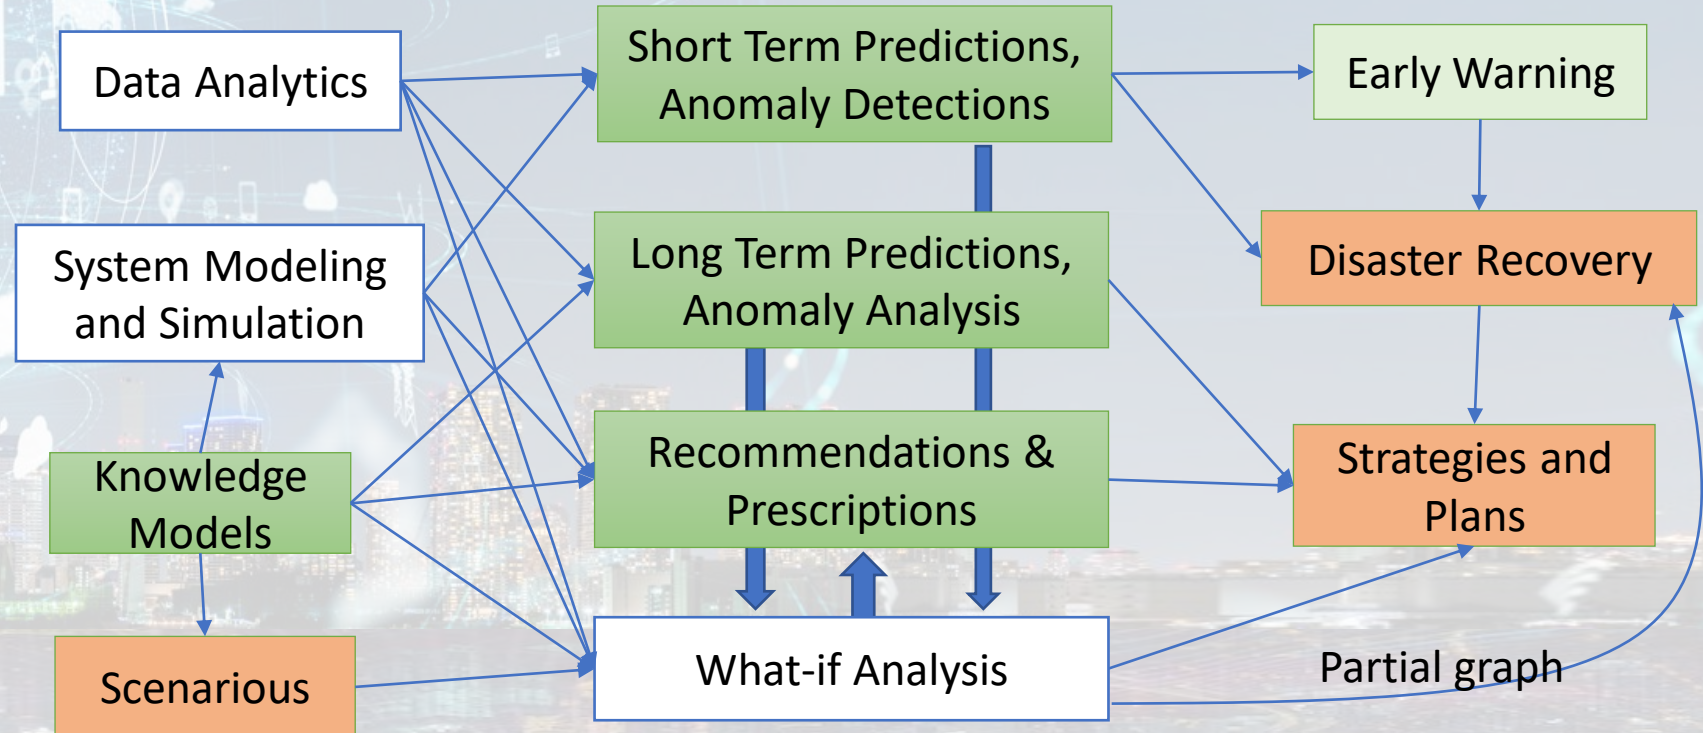 Data Analytics
Short Term Predictions,
Anomaly Detections
Early Warning
System Modeling
and Simulation
Long Term Predictions,
Anomaly Analysis
Disaster Recovery
Knowledge
Models
Recommendations &
Prescriptions
Strategies and
Plans
Scenarious
What-if Analysis
Partial graph